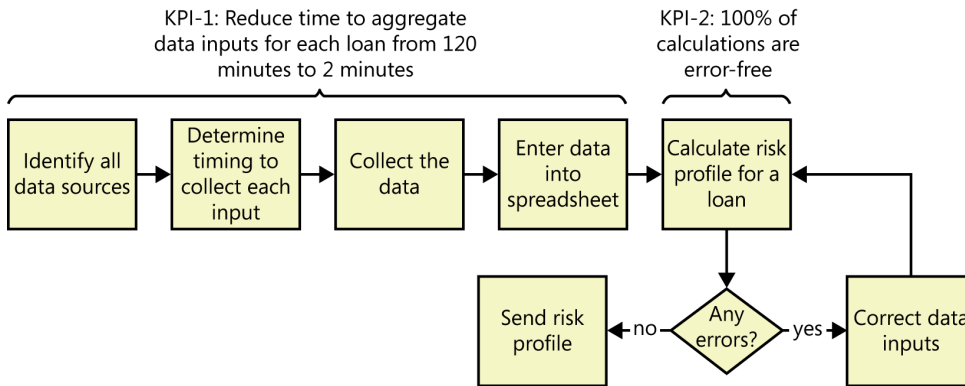 KPI-1: Reduce time to aggregate
data inputs for each loan from 120
minutes to 2 minutes
KPI-2: 100% of
calculations are
error-free
Identify all
data sources
Determine
timing to
collect each
input
Collect the
data
Enter data
into
spreadsheet
Calculate risk
profile for a
loan
Send risk
profile
no
Any
errors?
yes
Correct data
inputs